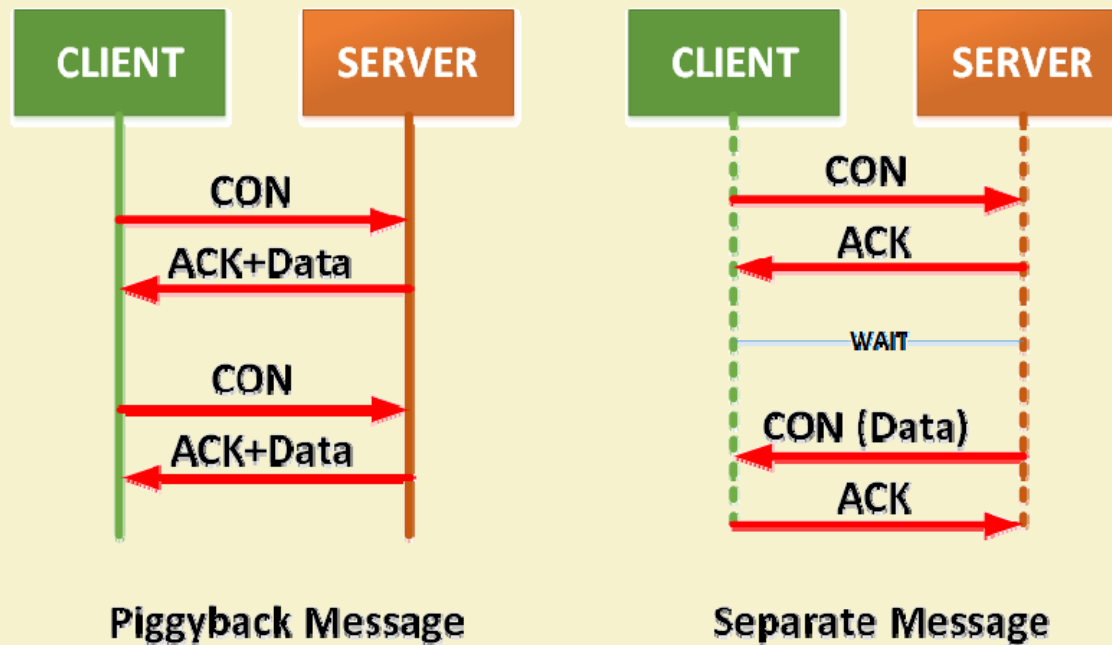 CLIENT
SERVER
CON
ACK+Data
CON
ACK+Data
Piggyback Message
CLIENT
SERVER
CON
ACK
WAIT
CON (Data)
ACK
Separate Message